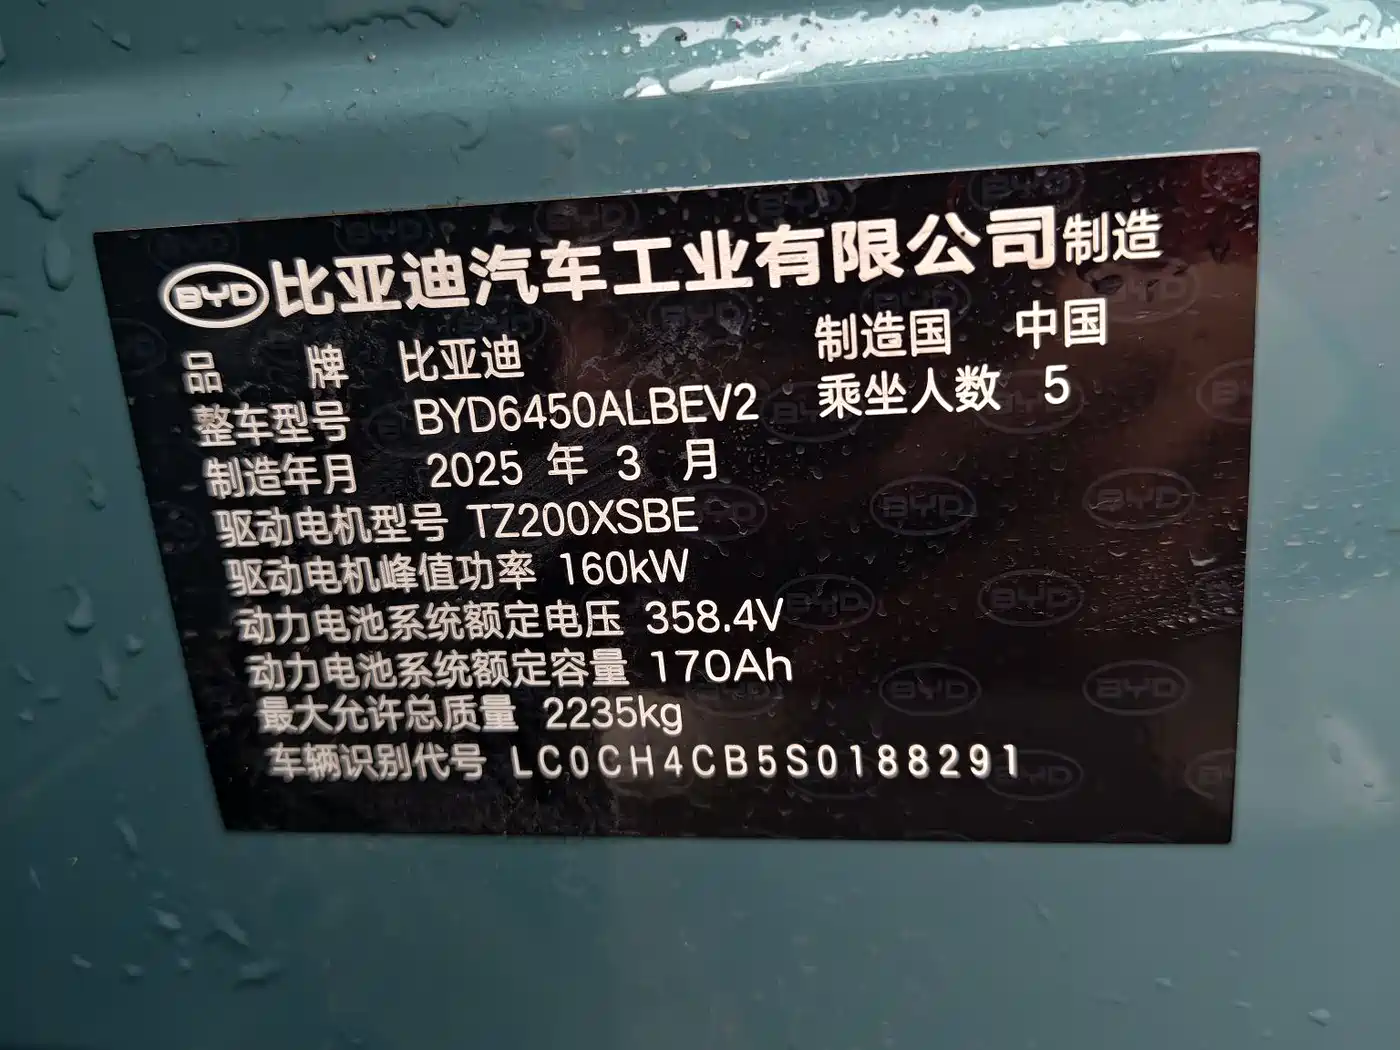 BYD 比亚迪汽车工业有限公司制造
品 牌 比亚迪 制造国 中国
整车型号 BYD6450ALBEV2 乘坐人数 5
制造年月 2025 年 3 月
驱动电机型号 TZ200XSBE
驱动电机峰值功率 160kW
动力电池系统额定电压 358.4V
动力电池系统额定容量 170Ah
最大允许总质量 2235kg
车辆识别代号 LC0CH4CB5S0188291